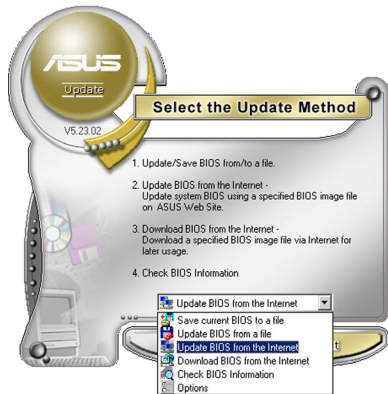 ASUS
Update
V5.23.02
Select the Update Method
1. Update/Save BIOS from/to a file.
2. Update BIOS from the Internet -
Update system BIOS using a specified BIOS image file
on ASUS Web Site.
3. Download BIOS from the Internet -
Download a specified BIOS image file via Internet for
later usage.
4. Check BIOS Information
Update BIOS from the Internet
Save current BIOS to a file
Update BIOS from a file
Update BIOS from the Internet
Download BIOS from the Internet
Check BIOS Information
Options